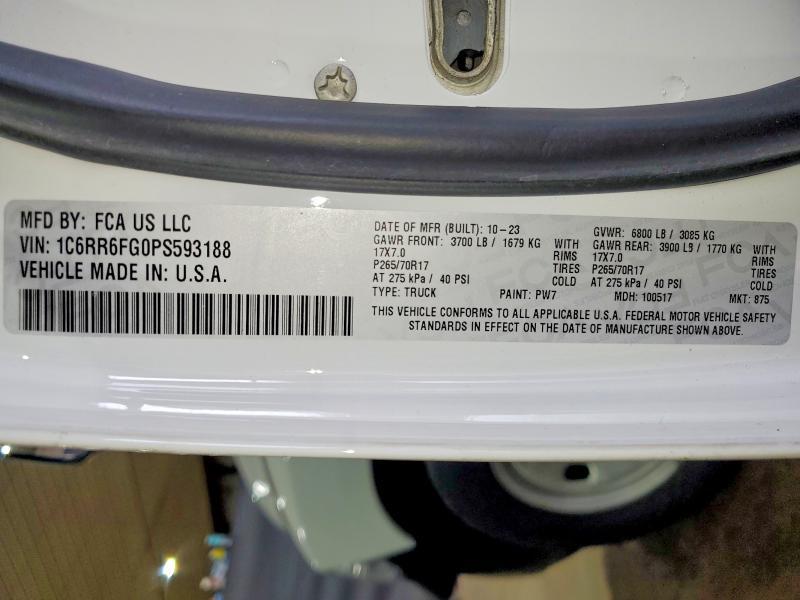 MFD BY: FCA US LLC
VIN: 1C6RR6FG0PS593188
VEHICLE MADE IN: U.S.A.
DATE OF MFR (BUILT): 10-23 GVWR: 6800 LB / 3085 KG
GAWR FRONT: 3700 LB / 1679 KG WITH GAWR REAR: 3900 LB / 1770 KG WITH
17X7.0 RIMS 17X7.0 RIMS
P265/70R17 TIRES P265/70R17 TIRES
AT 275 kPa / 40 PSI COLD AT 275 kPa / 40 PSI COLD
TYPE: TRUCK PAINT: PW7 MDH: 100517 MKT: 875
THIS VEHICLE CONFORMS TO ALL APPLICABLE U.S.A. FEDERAL MOTOR VEHICLE SAFETY
STANDARDS IN EFFECT ON THE DATE OF MANUFACTURE SHOWN ABOVE.